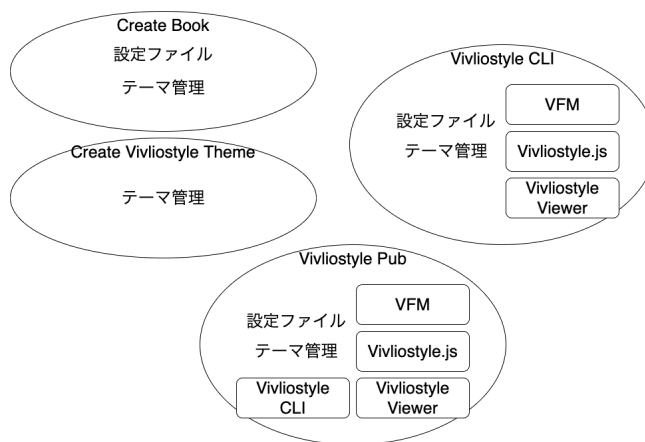 Create Book
設定ファイル
テーマ管理
Create Vivliostyle Theme
テーマ管理
Vivliostyle CLI
設定ファイル
テーマ管理
VFM
Vivliostyle.js
Vivliostyle
Viewer
Vivliostyle Pub
設定ファイル
テーマ管理
VFM
Vivliostyle.js
Vivliostyle
CLI
Vivliostyle
Viewer